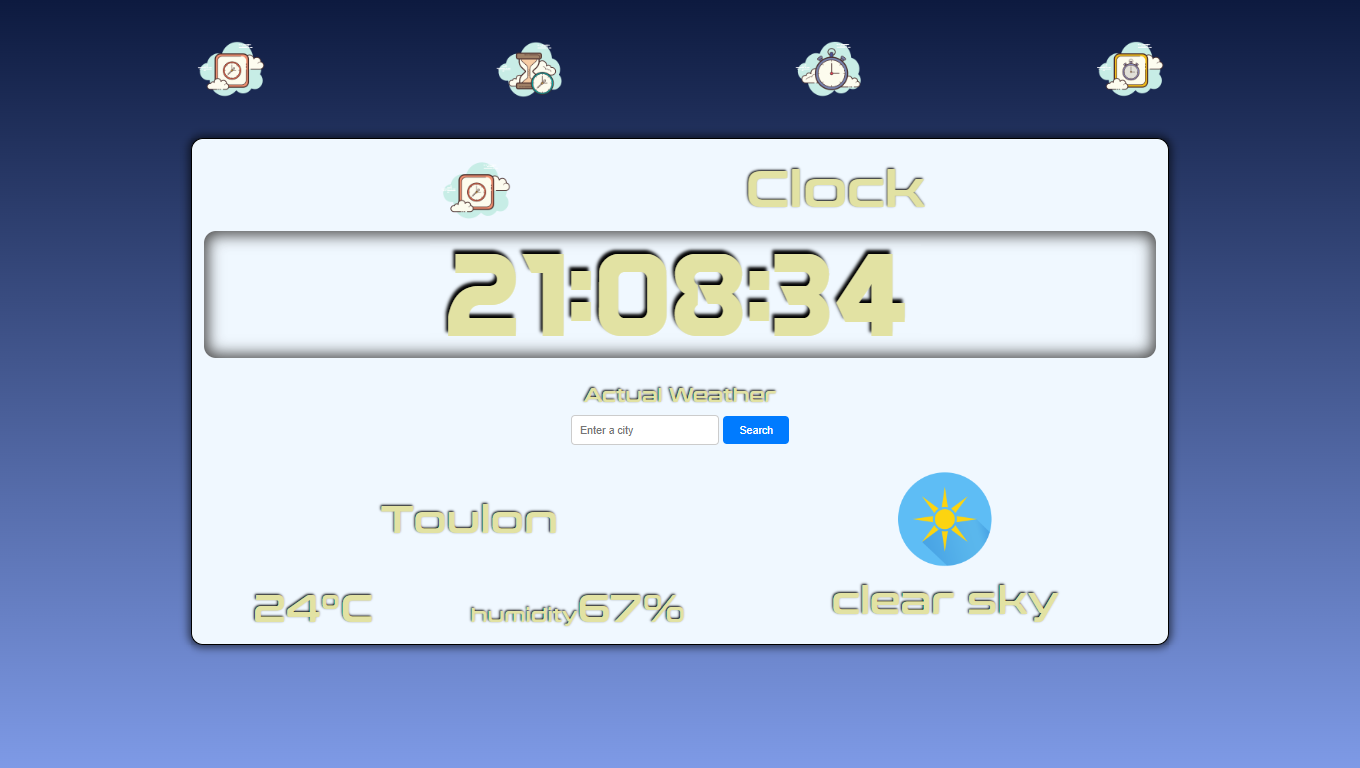 Clock
21:08:34
Actual Weather
Enter a city Search
Toulon
24°C humidity67% clear sky